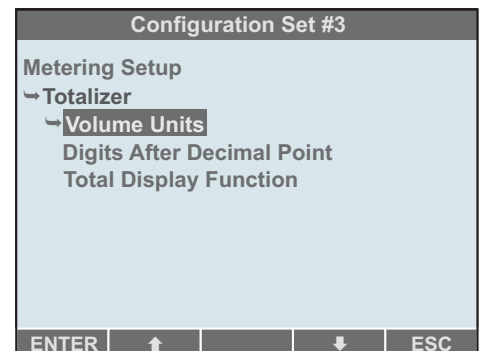 Configuration Set #3
Metering Setup
➥Totalizer
➥Volume Units
Digits After Decimal Point
Total Display Function
ENTER ⬆ ⬇ ESC